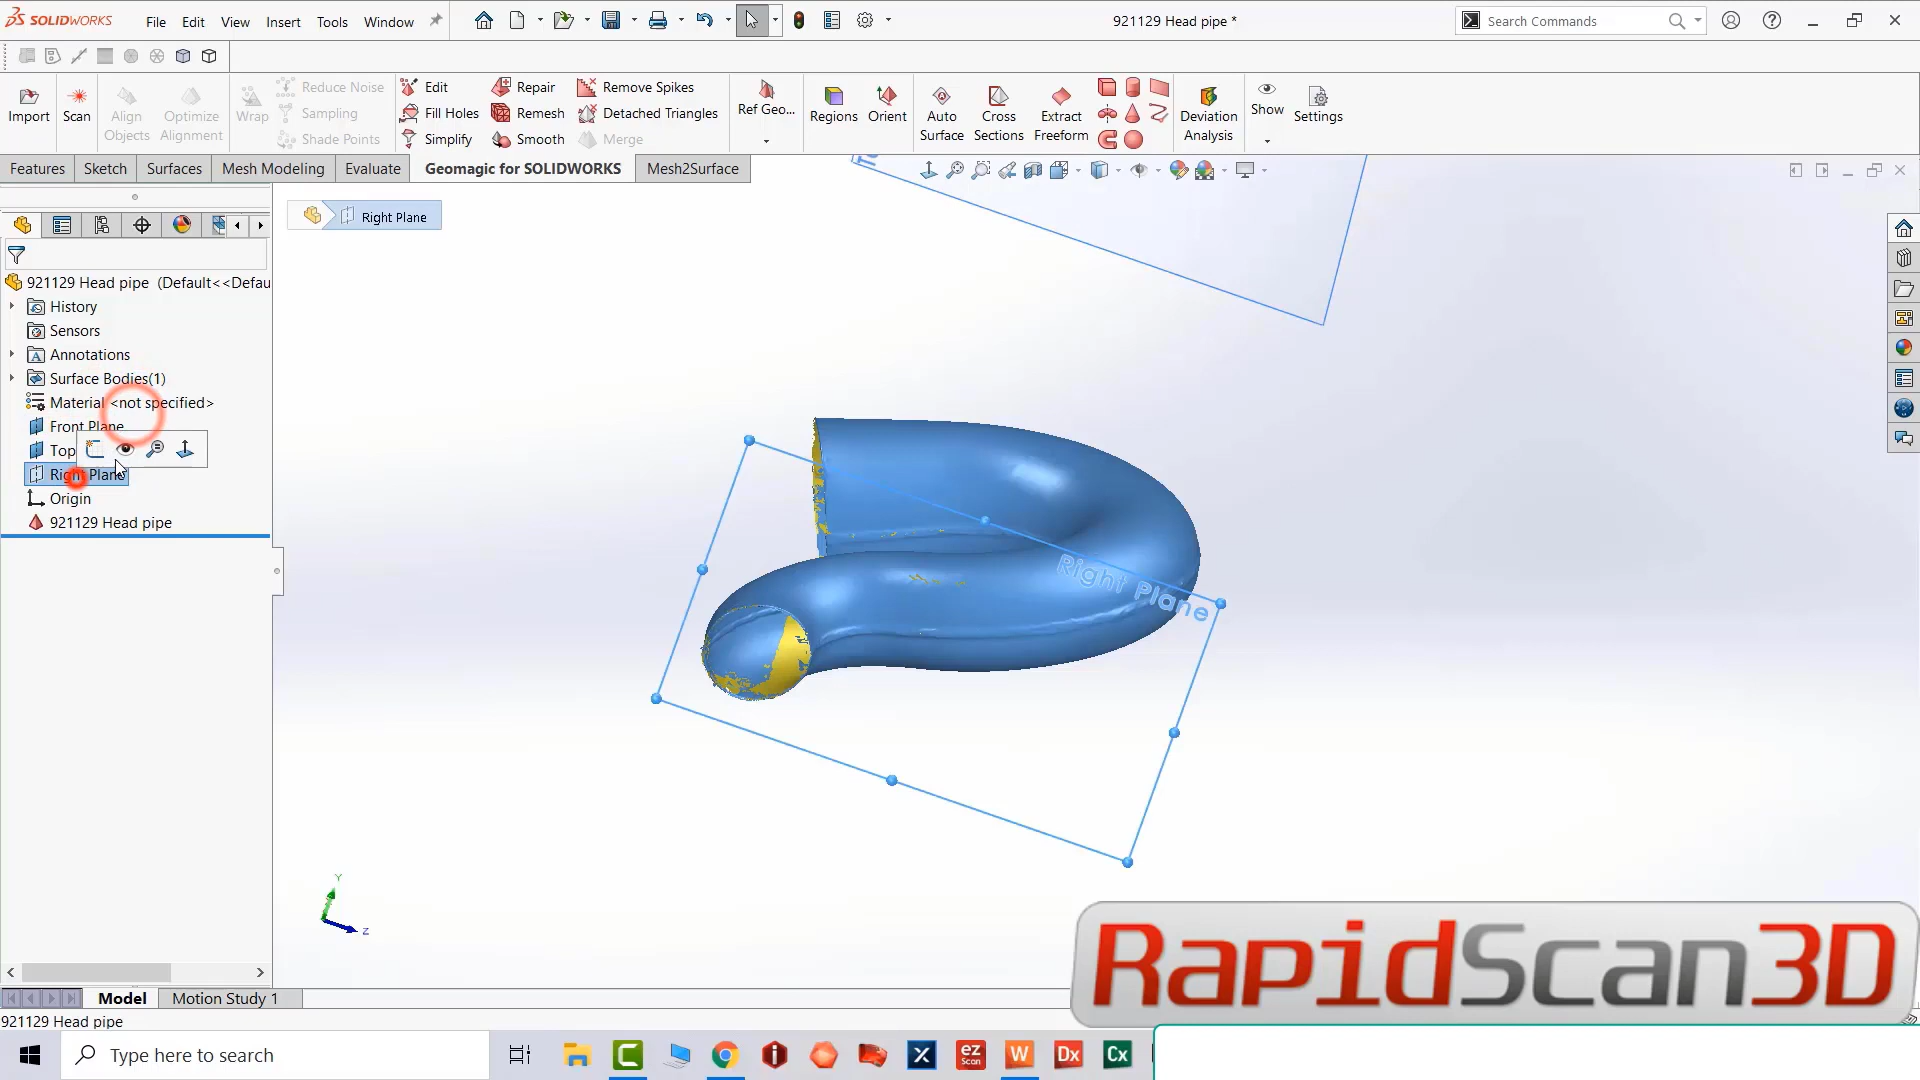 SOLIDWORKS File Edit View Insert Tools Window 921129 Head pipe * Search Commands
Import Scan Align Objects Optimize Alignment Wrap Reduce Noise Sampling Shade Points
Edit Repair Remove Spikes
Fill Holes Remesh Detached Triangles
Simplify Smooth Merge
Ref Geo... Regions Orient Auto Surface Cross Sections Extract Freeform Deviation Analysis Show Settings
Features Sketch Surfaces Mesh Modeling Evaluate Geomagic for SOLIDWORKS Mesh2Surface
Right Plane
921129 Head pipe (Default<<Defau
History
Sensors
Annotations
Surface Bodies(1)
Material <not specified>
Front Plane
Top
Right Plane
Origin
921129 Head pipe
Right Plane
Y
Z
RapidScan3D
Model Motion Study 1
921129 Head pipe
Type here to search
ez Scan W Dx Cx